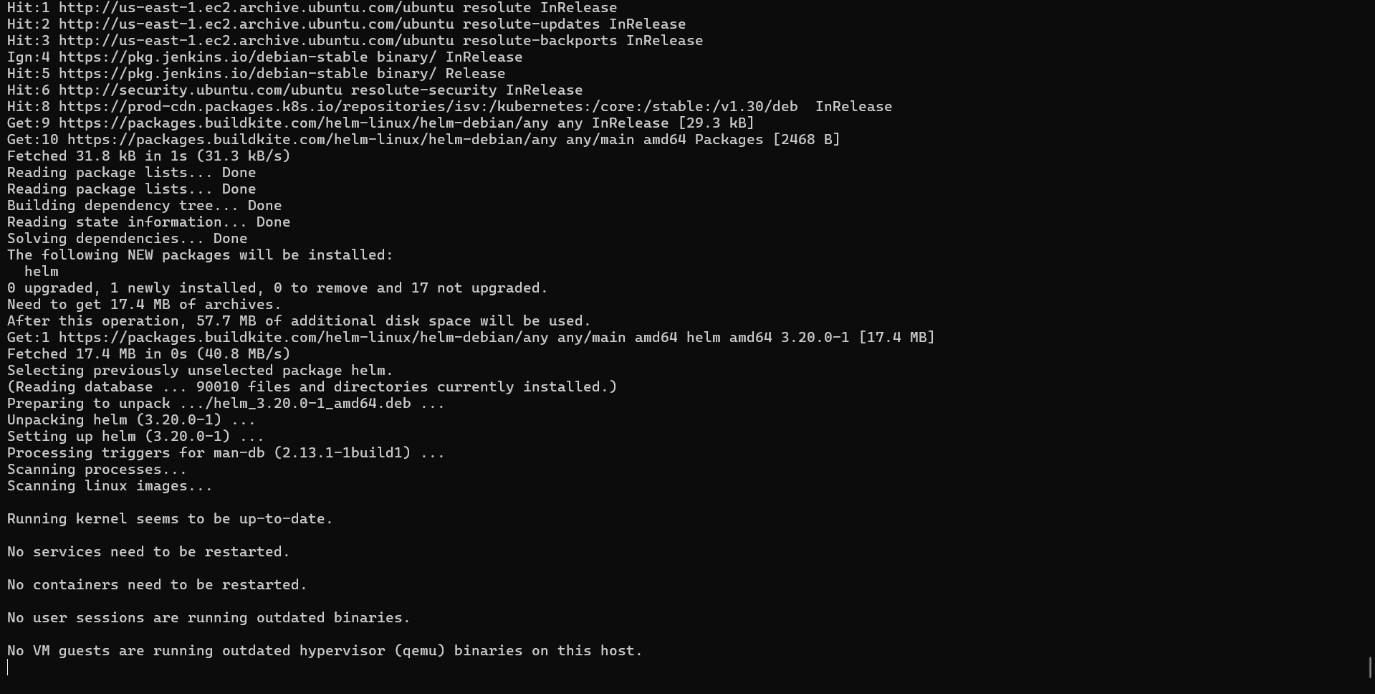 Hit:1 http://us-east-1.ec2.archive.ubuntu.com/ubuntu resolute InRelease
Hit:2 http://us-east-1.ec2.archive.ubuntu.com/ubuntu resolute-updates InRelease
Hit:3 http://us-east-1.ec2.archive.ubuntu.com/ubuntu resolute-backports InRelease
Ign:4 https://pkg.jenkins.io/debian-stable binary/ InRelease
Hit:5 https://pkg.jenkins.io/debian-stable binary/ Release
Hit:6 http://security.ubuntu.com/ubuntu resolute-security InRelease
Hit:8 https://prod-cdn.packages.k8s.io/repositories/isv:/kubernetes:/core:/stable:/v1.30/deb  InRelease
Get:9 https://packages.buildkite.com/helm-linux/helm-debian/any any InRelease [29.3 kB]
Get:10 https://packages.buildkite.com/helm-linux/helm-debian/any any/main amd64 Packages [2468 B]
Fetched 31.8 kB in 1s (31.3 kB/s)
Reading package lists... Done
Reading package lists... Done
Building dependency tree... Done
Reading state information... Done
Solving dependencies... Done
The following NEW packages will be installed:
  helm
0 upgraded, 1 newly installed, 0 to remove and 17 not upgraded.
Need to get 17.4 MB of archives.
After this operation, 57.7 MB of additional disk space will be used.
Get:1 https://packages.buildkite.com/helm-linux/helm-debian/any any/main amd64 helm amd64 3.20.0-1 [17.4 MB]
Fetched 17.4 MB in 0s (40.8 MB/s)
Selecting previously unselected package helm.
(Reading database ... 90010 files and directories currently installed.)
Preparing to unpack .../helm_3.20.0-1_amd64.deb ...
Unpacking helm (3.20.0-1) ...
Setting up helm (3.20.0-1) ...
Processing triggers for man-db (2.13.1-1build1) ...
Scanning processes...
Scanning linux images...

Running kernel seems to be up-to-date.

No services need to be restarted.

No containers need to be restarted.

No user sessions are running outdated binaries.

No VM guests are running outdated hypervisor (qemu) binaries on this host.